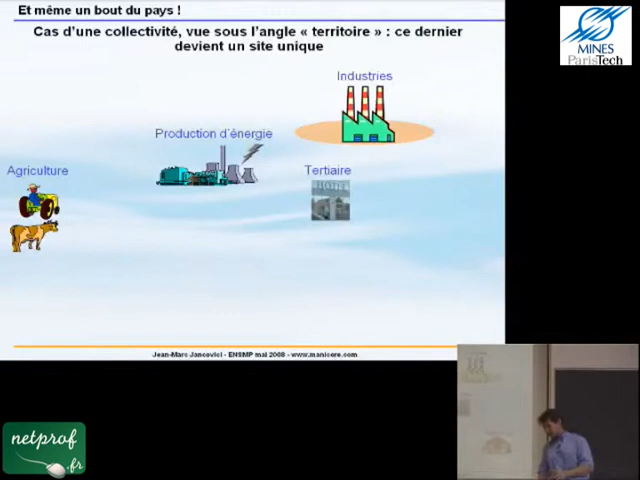 Et même un bout du pays !
Cas d'une collectivité, vue sous l'angle « territoire » : ce dernier
devient un site unique
MINES
ParisTech
Industries
Production d'énergie
Agriculture
Tertiaire
HOTEL
Jean-Marc Jancovici - ENSMP mai 2008 - www.manicore.com
netprof
.fr